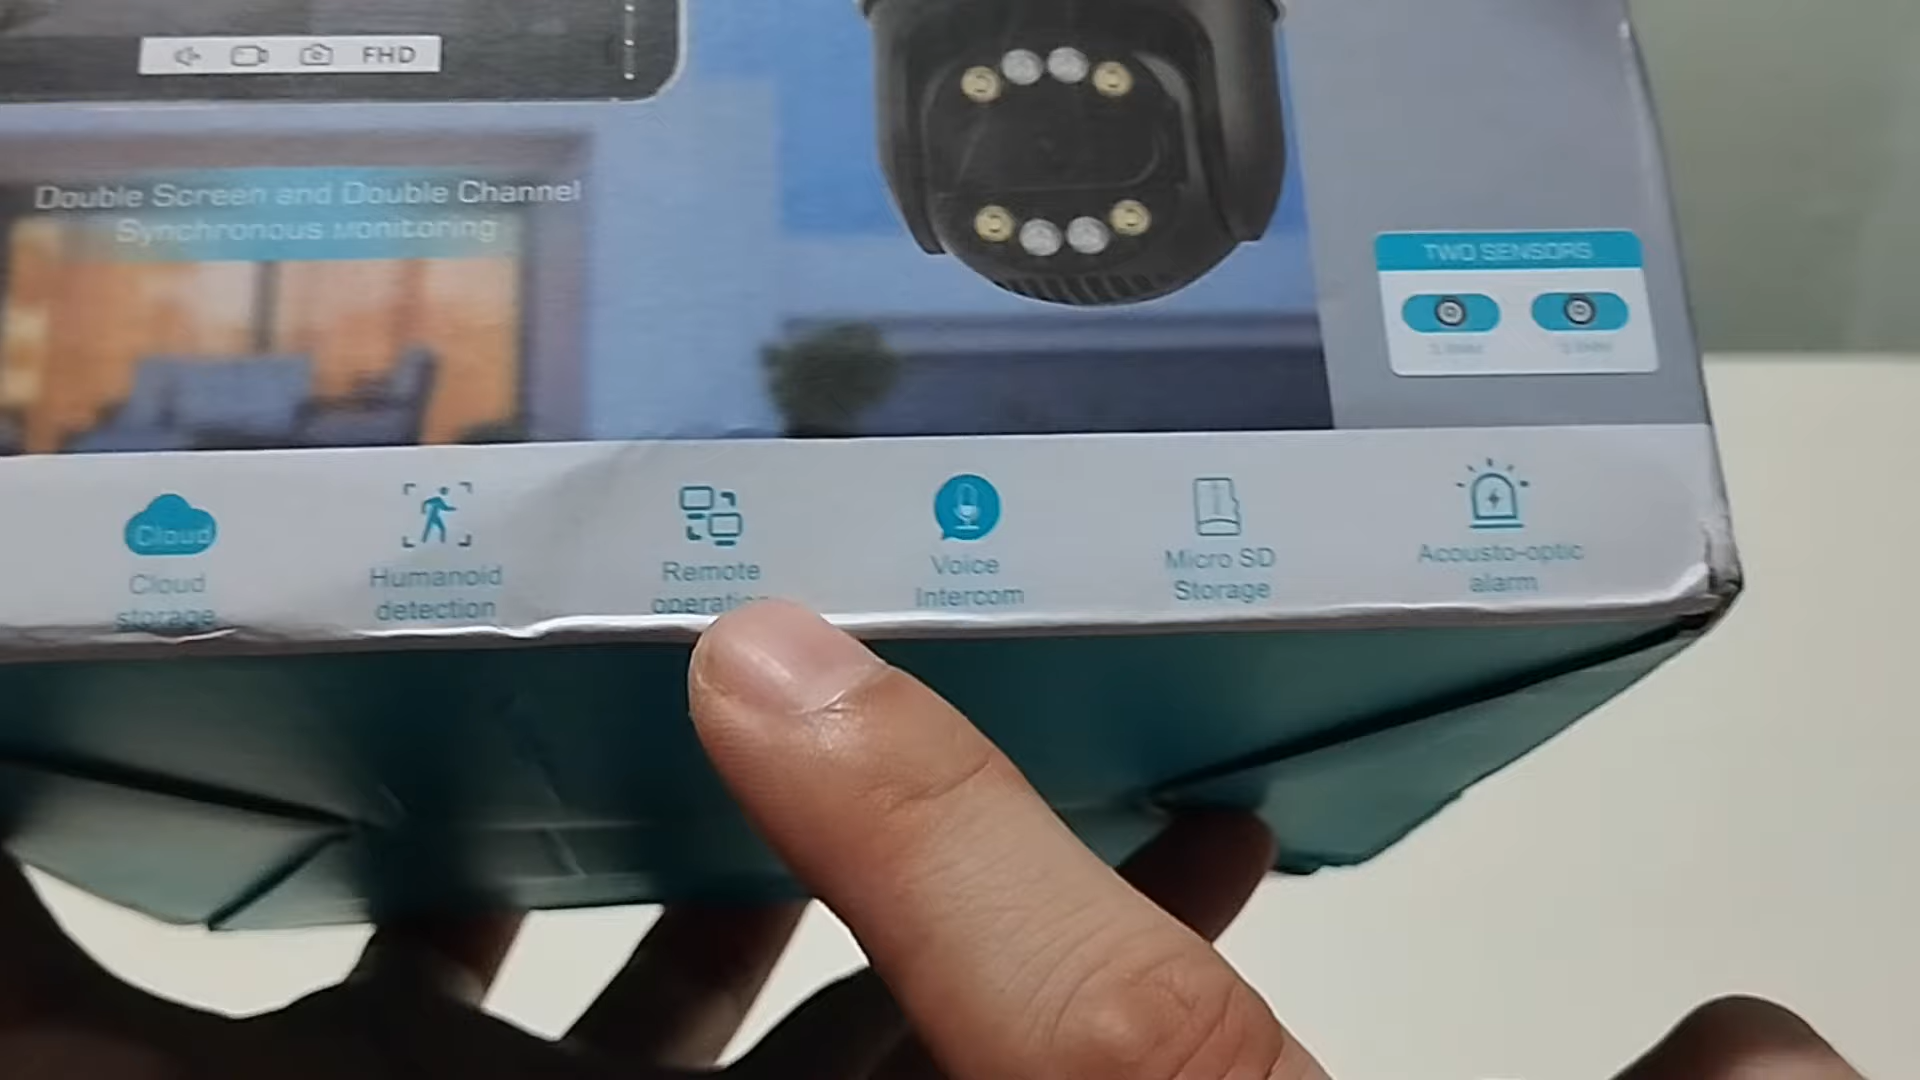 FHD
Double Screen and Double Channel
Synchronous Monitoring
TWO SENSORS
Cloud
Cloud
storage
Humanoid
detection
Remote
Voice
Intercom
Micro SD
Storage
Acousto-optic
alarm